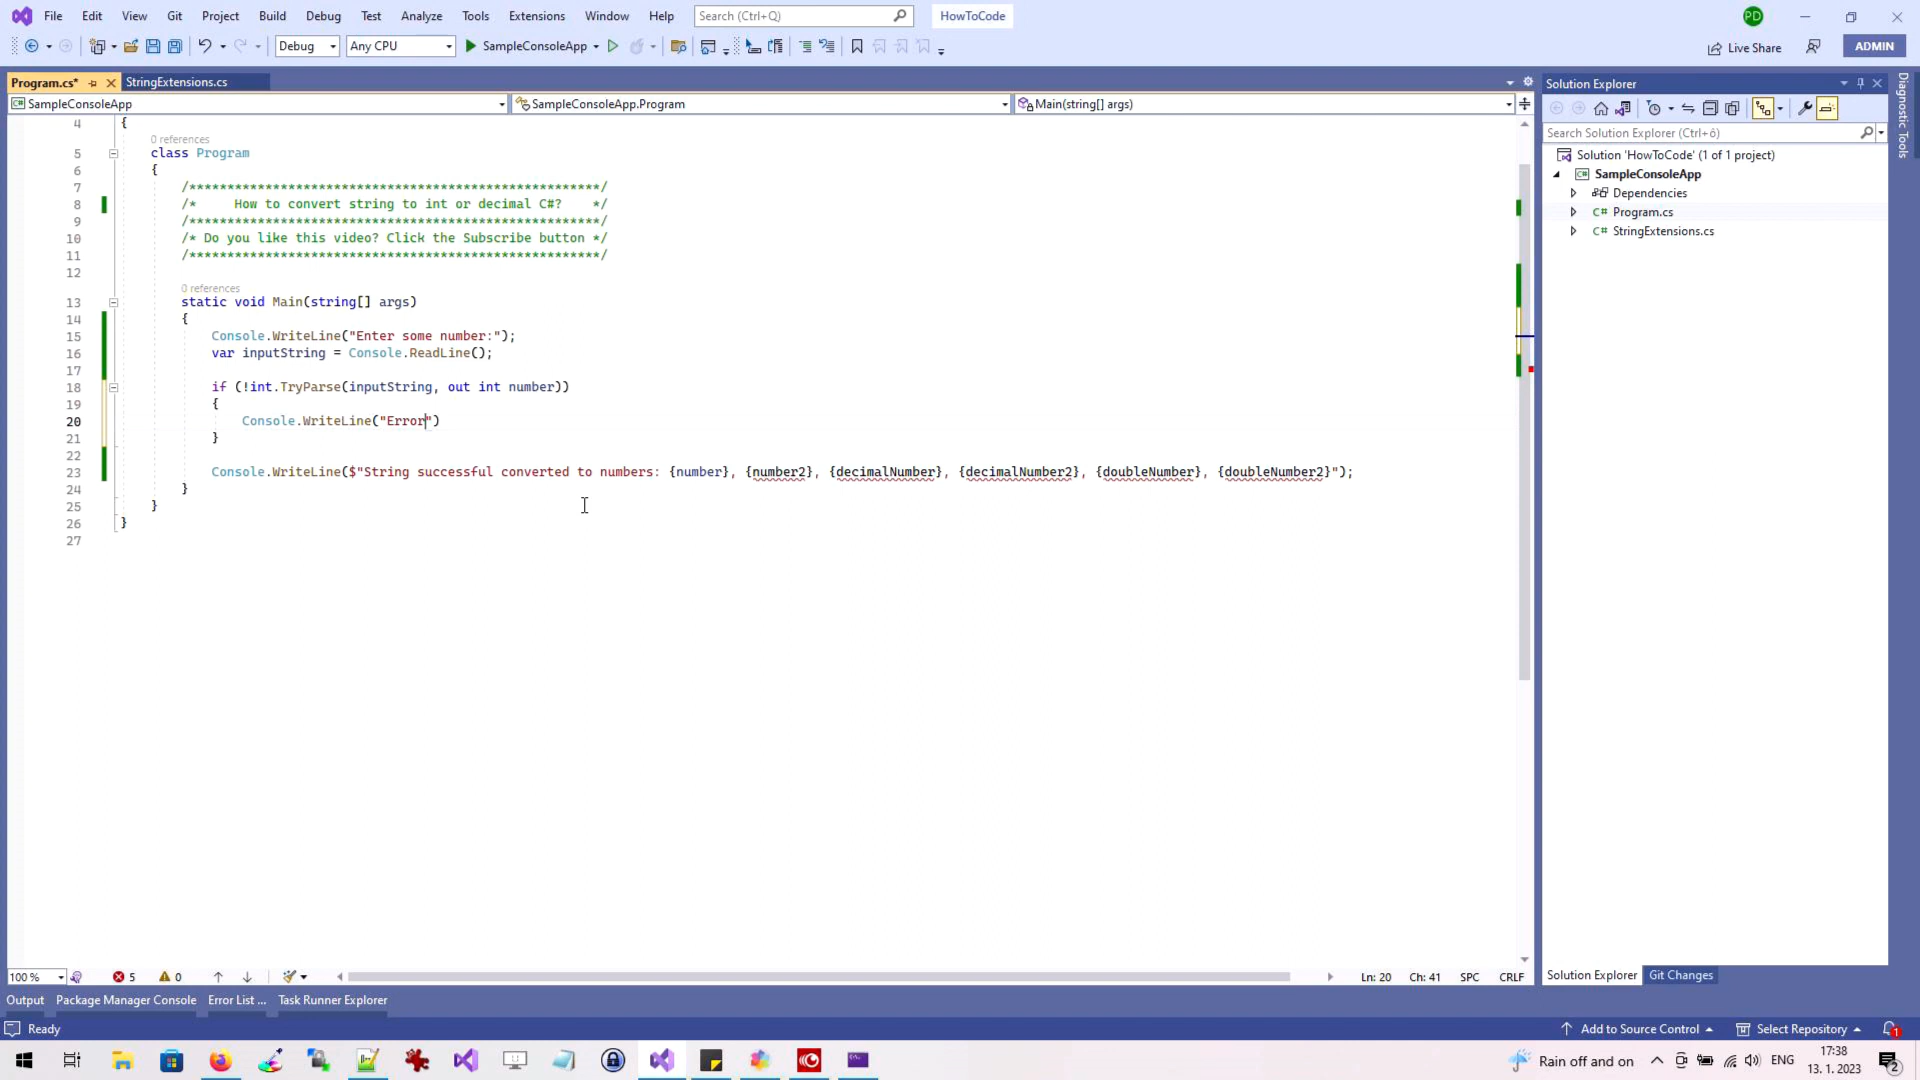 File Edit View Git Project Build Debug Test Analyze Tools Extensions Window Help Search (Ctrl+Q) HowToCode PD
Debug Any CPU SampleConsoleApp Live Share ADMIN
Program.cs* StringExtensions.cs
SampleConsoleApp SampleConsoleApp.Program Main(string[] args)
4 {
0 references
5 class Program
6 {
7 /******************************************************/
8 /* How to convert string to int or decimal C#? */
9 /******************************************************/
10 /* Do you like this video? Click the Subscribe button */
11 /******************************************************/
12
0 references
13 static void Main(string[] args)
14 {
15 Console.WriteLine("Enter some number:");
16 var inputString = Console.ReadLine();
17
18 if (!int.TryParse(inputString, out int number))
19 {
20 Console.WriteLine("Error")
21 }
22
23 Console.WriteLine($"String successful converted to numbers: {number}, {number2}, {decimalNumber}, {decimalNumber2}, {doubleNumber}, {doubleNumber2}");
24 }
25 }
26 }
27
Solution Explorer
Search Solution Explorer (Ctrl+ó)
Solution 'HowToCode' (1 of 1 project)
SampleConsoleApp
Dependencies
C# Program.cs
C# StringExtensions.cs
Diagnostic Tools
100 % 5 0 Ln: 20 Ch: 41 SPC CRLF
Solution Explorer Git Changes
Output Package Manager Console Error List ... Task Runner Explorer
Ready Add to Source Control Select Repository 1
Rain off and on ENG 17:38
13. 1. 2023 2